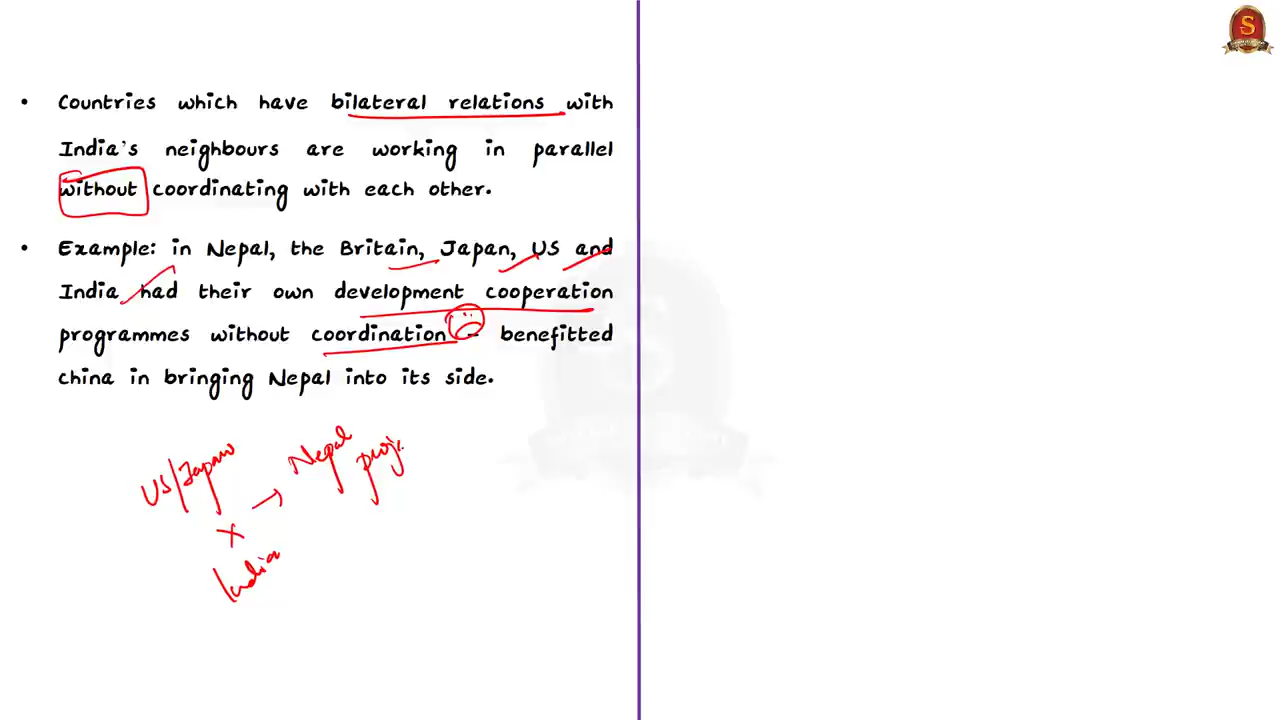 • Countries which have bilateral relations with
India's neighbours are working in parallel
without coordinating with each other.
• Example: in Nepal, the Britain, Japan, US and
India had their own development cooperation
programmes without coordination - benefitted
china in bringing Nepal into its side.
US/Japan
X → Nepal
proj
India
S